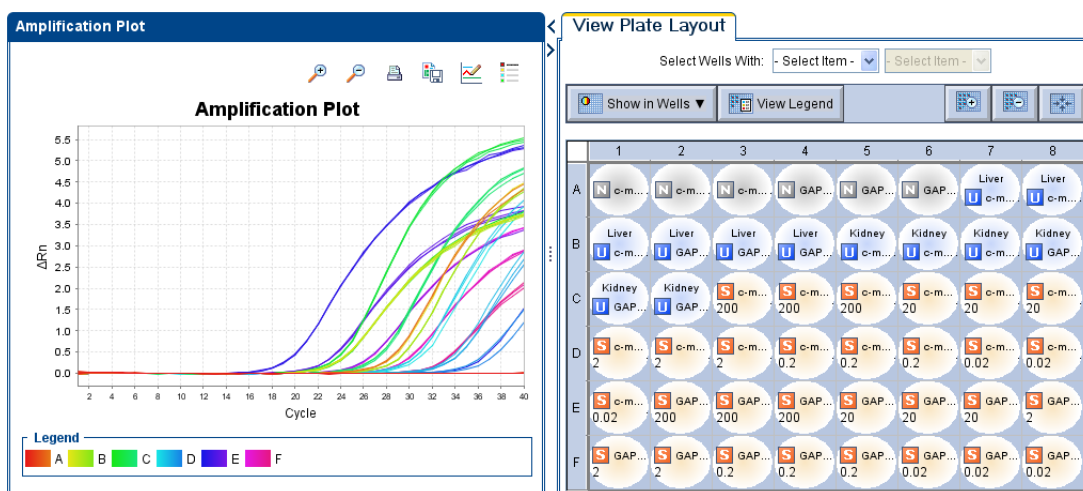 Amplification Plot
View Plate Layout
Select Wells With: - Select Item - - Select Item -
Show in Wells ▼ View Legend
Amplification Plot
5.5
5.0
4.5
4.0
3.5
3.0
2.5
2.0
1.5
1.0
0.5
0.0
ΔRn
2 4 6 8 10 12 14 16 18 20 22 24 26 28 30 32 34 36 38 40
Cycle
Legend
A B C D E F
1 2 3 4 5 6 7 8
A
N c-m... N c-m... N c-m... N GAP... N GAP... N GAP... Liver U c-m... Liver U c-m...
B
Liver U c-m... Liver U GAP... Liver U GAP... Liver U GAP... Kidney U c-m... Kidney U c-m... Kidney U c-m... Kidney U GAP...
C
Kidney U GAP... Kidney U GAP... S c-m... 200 S c-m... 200 S c-m... 200 S c-m... 20 S c-m... 20 S c-m... 20
D
S c-m... 2 S c-m... 2 S c-m... 2 S c-m... 0.2 S c-m... 0.2 S c-m... 0.2 S c-m... 0.02 S c-m... 0.02
E
S c-m... 0.02 S GAP... 200 S GAP... 200 S GAP... 200 S GAP... 20 S GAP... 20 S GAP... 20 S GAP... 2
F
S GAP... 2 S GAP... 2 S GAP... 0.2 S GAP... 0.2 S GAP... 0.2 S GAP... 0.02 S GAP... 0.02 S GAP... 0.02